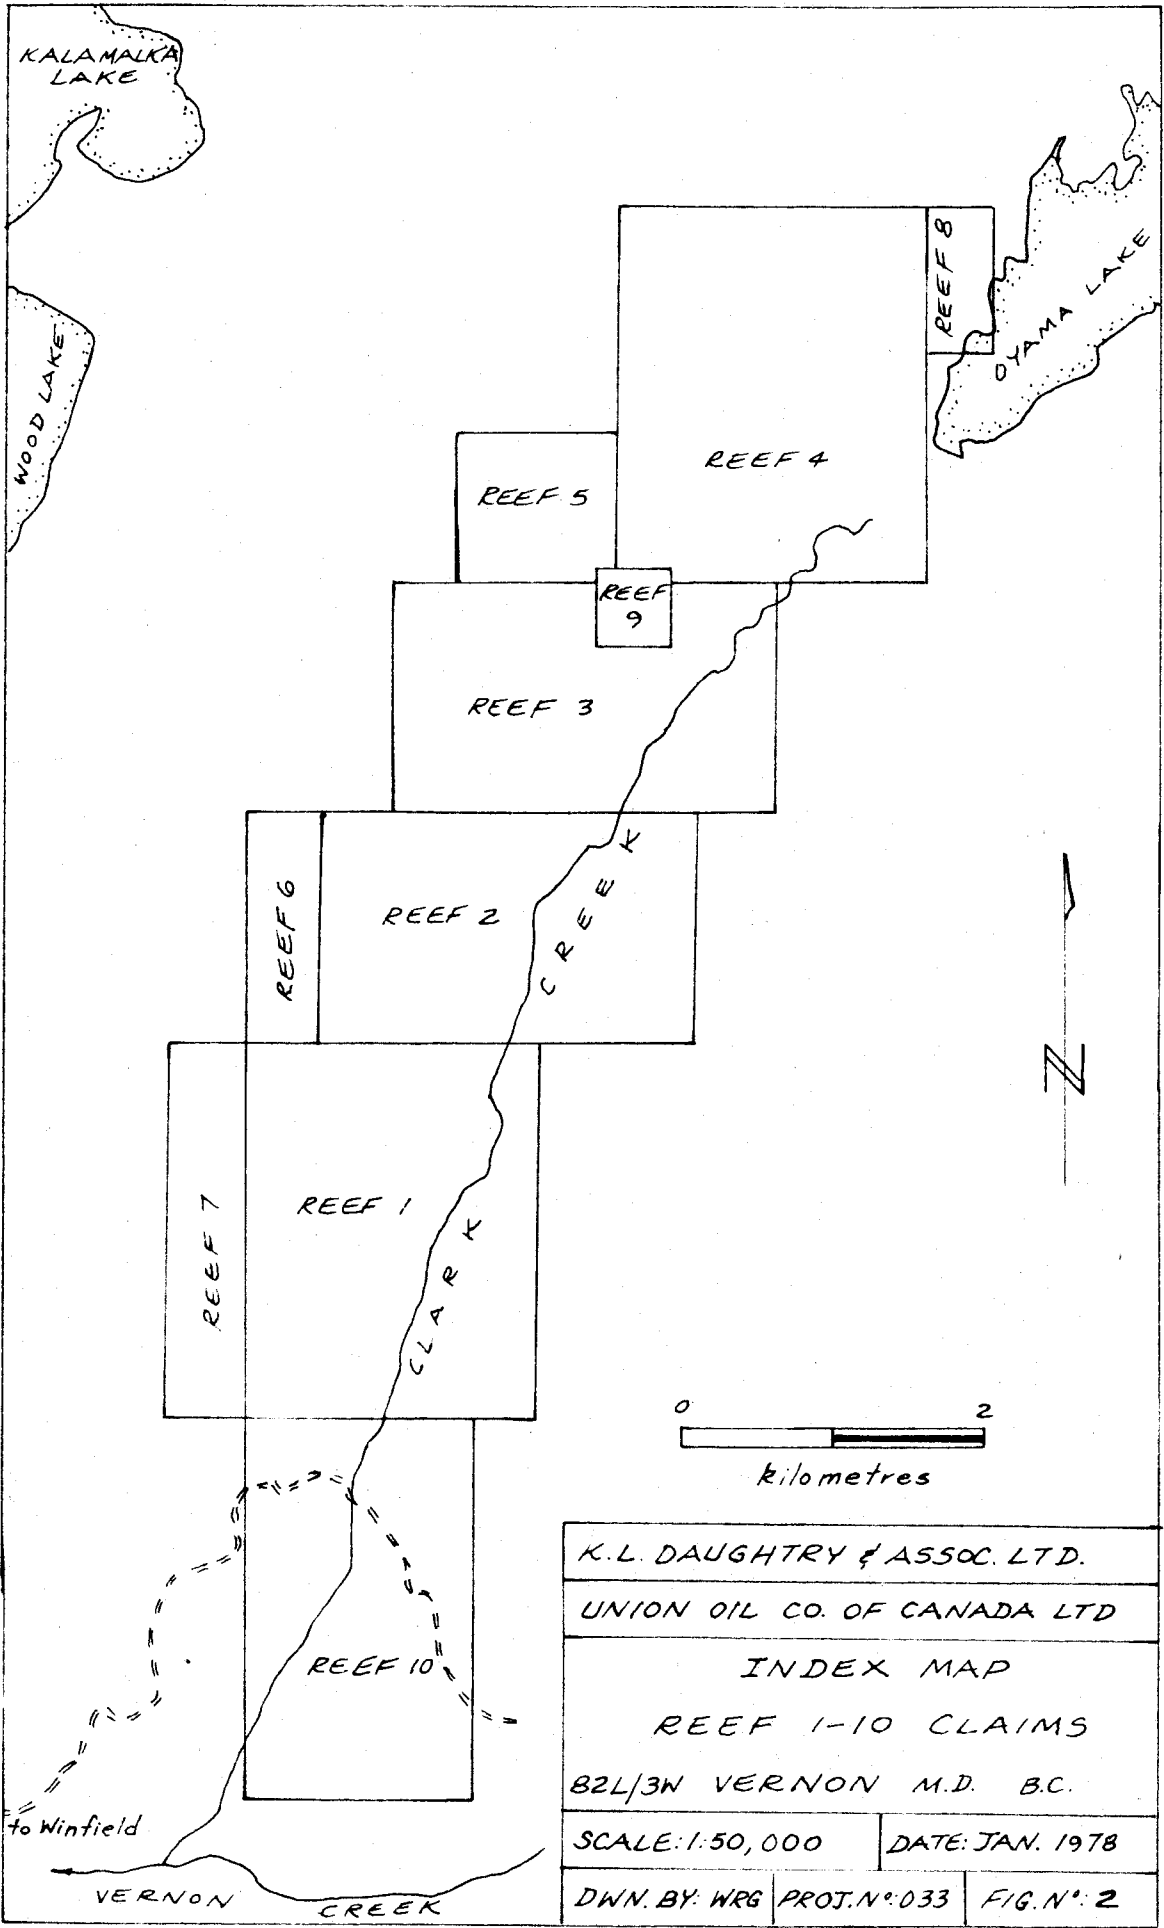 KALAMALKA
LAKE
WOOD LAKE
OYAMA LAKE
REEF 8
REEF 4
REEF 5
REEF
9
REEF 3
REEF 6
REEF 2
CLARK CREEK
REEF 7
REEF 1
N
REEF 10
to Winfield
VERNON CREEK
0 2
kilometres
K.L. DAUGHTRY & ASSOC. LTD.
UNION OIL CO. OF CANADA LTD
INDEX MAP
REEF 1-10 CLAIMS
82L/3W VERNON M.D. B.C.
SCALE: 1:50,000
DATE: JAN. 1978
DWN. BY: WRG
PROJ. Nº: 033
FIG. Nº: 2